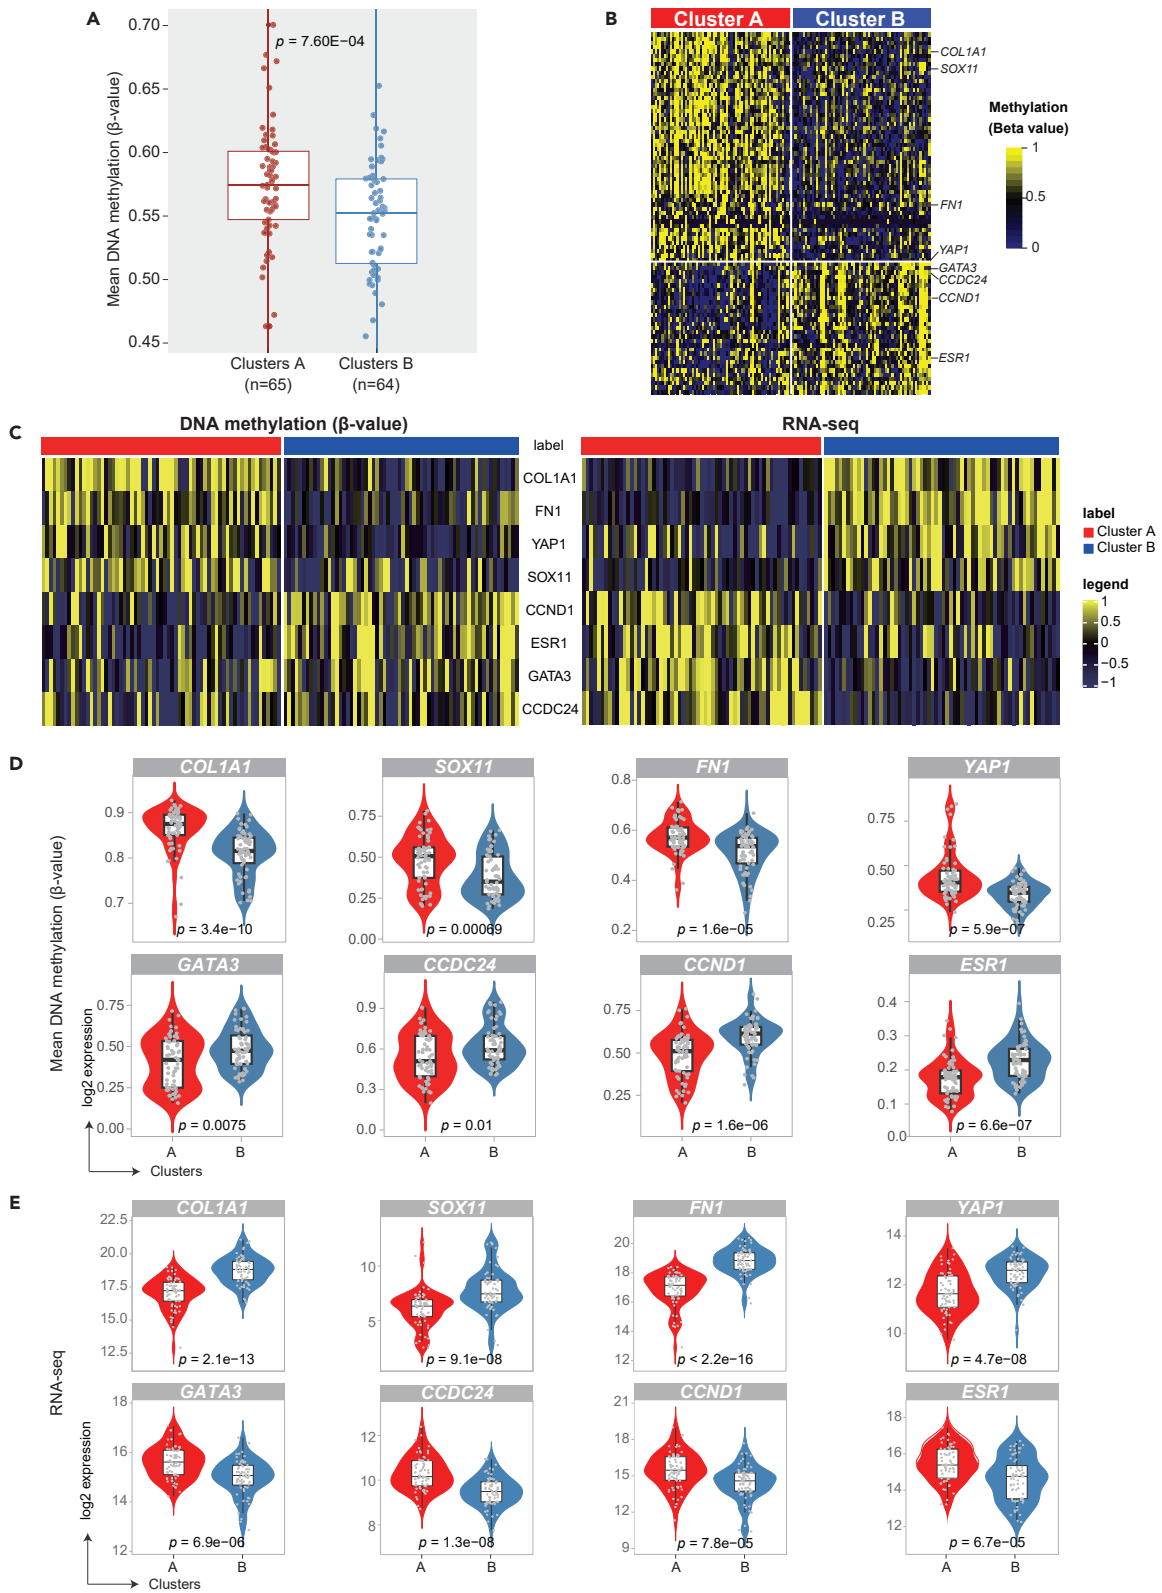 A
0.70
0.65
0.60
0.55
0.50
0.45
Mean DNA methylation (β-value)
p = 7.60E−04
Clusters A
(n=65)
Clusters B
(n=64)
B
Cluster A
Cluster B
COL1A1
SOX11
FN1
YAP1
GATA3
CCDC24
CCND1
ESR1
Methylation
(Beta value)
1
0.5
0
C
DNA methylation (β-value)
label
RNA-seq
COL1A1
FN1
YAP1
SOX11
CCND1
ESR1
GATA3
CCDC24
label
Cluster A
Cluster B
legend
1
0.5
0
−0.5
−1
D
Mean DNA methylation (β-value)
COL1A1
0.9
0.8
0.7
p = 3.4e−10
SOX11
0.75
0.50
0.25
0.00
p = 0.00069
FN1
0.8
0.6
0.4
0.2
p = 1.6e−05
YAP1
0.75
0.50
0.25
p = 5.9e−07
GATA3
0.75
0.50
0.25
0.00
p = 0.0075
A B
CCDC24
0.9
0.6
0.3
0.0
p = 0.01
A B
CCND1
0.75
0.50
0.25
p = 1.6e−06
A B
ESR1
0.4
0.3
0.2
0.1
0.0
p = 6.6e−07
A B
log2 expression
Clusters
E
RNA-seq
COL1A1
22.5
20.0
17.5
15.0
12.5
p = 2.1e−13
SOX11
10
5
p = 9.1e−08
FN1
20
18
16
14
12
p < 2.2e−16
YAP1
14
12
10
p = 4.7e−08
GATA3
18
16
14
12
p = 6.9e−06
A B
CCDC24
12
10
8
p = 1.3e−08
A B
CCND1
21
18
15
12
9
p = 7.8e−05
A B
ESR1
18
16
14
12
p = 6.7e−05
A B
log2 expression
Clusters